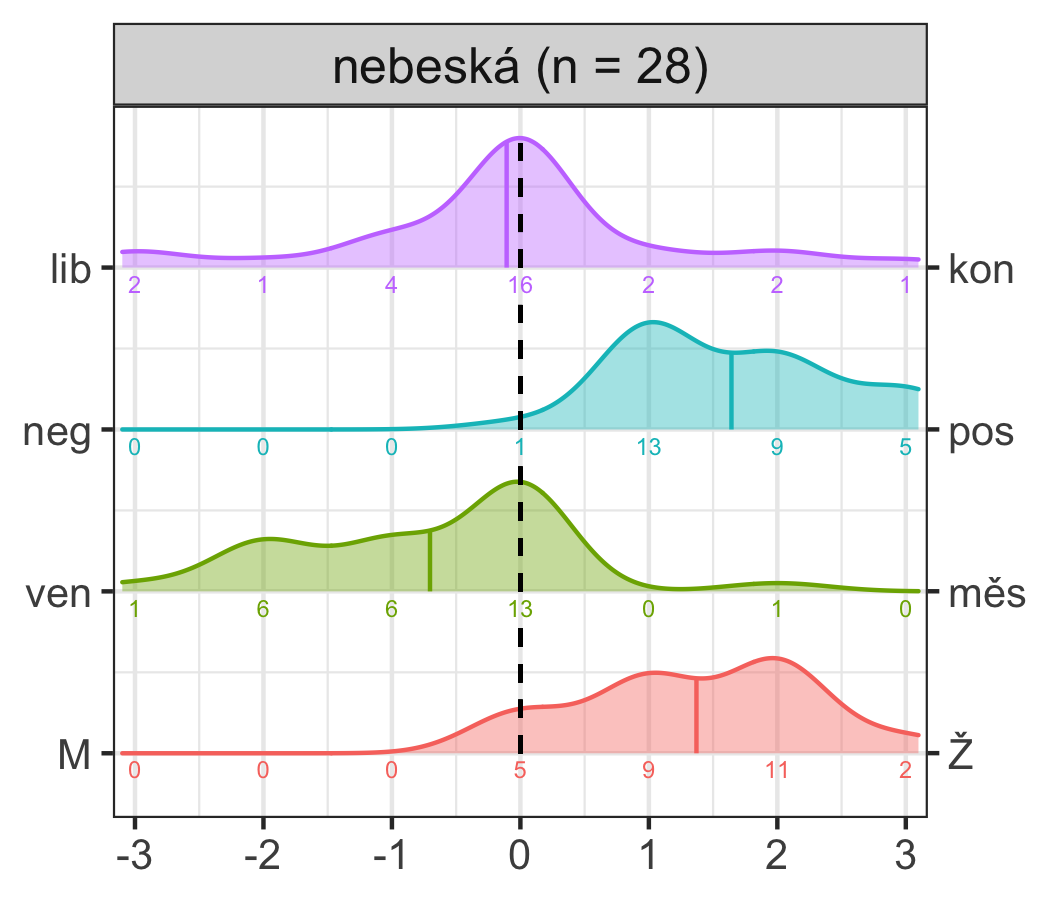 nebeská (n = 28)
lib kon
2 1 4 16 2 2 1
neg pos
0 0 0 1 13 9 5
ven měs
1 6 6 13 0 1 0
M Ž
0 0 0 5 9 11 2
-3 -2 -1 0 1 2 3